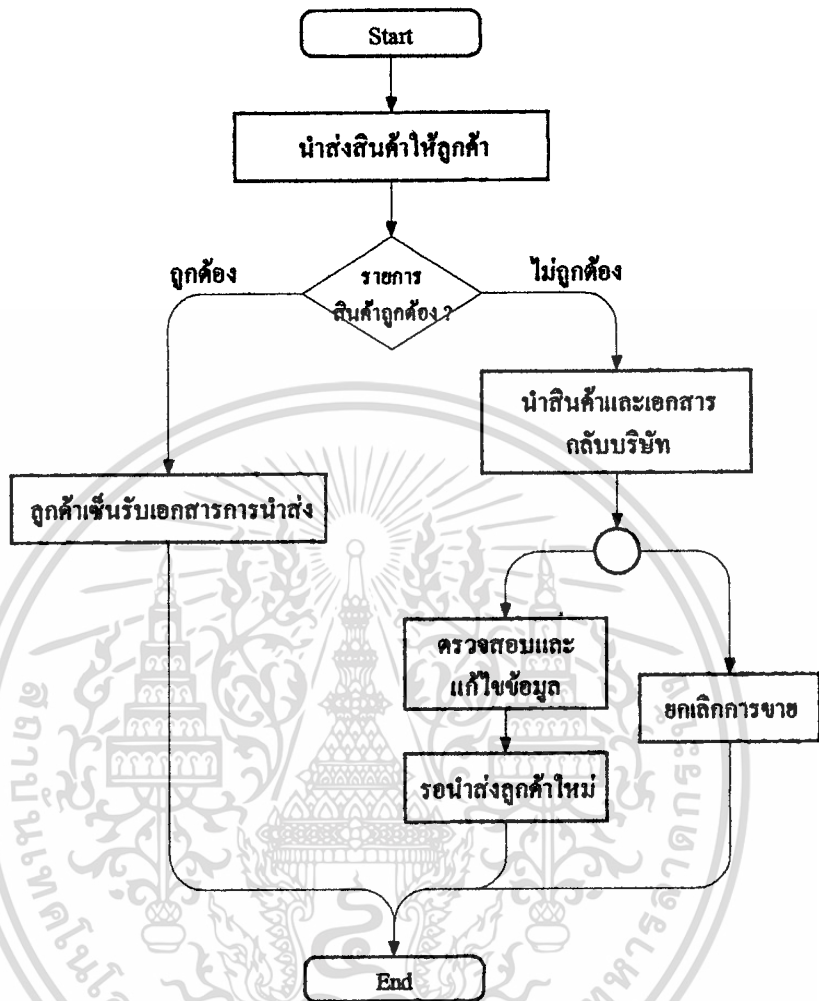 Start
นำส่งสินค้าให้ลูกค้า
รายการ
สินค้าถูกต้อง ?
ถูกต้อง
ไม่ถูกต้อง
นำสินค้าและเอกสาร
กลับบริษัท
ลูกค้าเซ็นรับเอกสารการนำส่ง
ตรวจสอบและ
แก้ไขข้อมูล
ยกเลิกการขาย
รอนำส่งลูกค้าใหม่
End